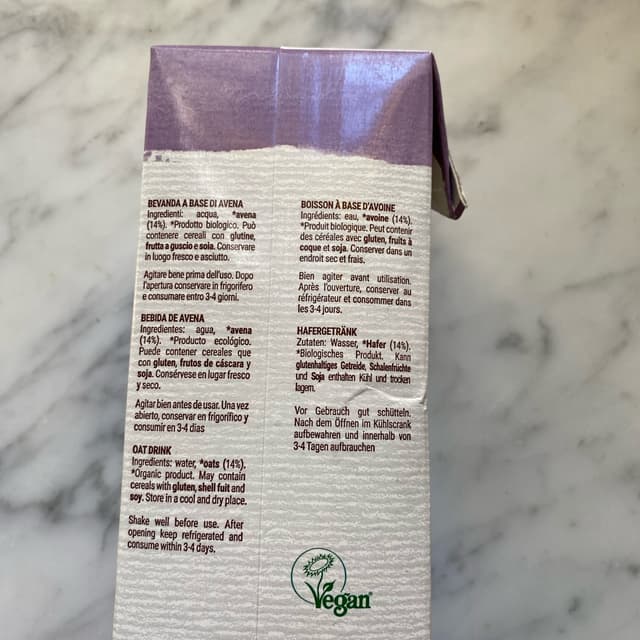 BEVANDA A BASE DI AVENA
Ingredienti: acqua, *avena
(14%). *Prodotto biologico. Può
contenere cereali con glutine,
frutta a guscio e soia. Conservare
in luogo fresco e asciutto.
Agitare bene prima dell'uso. Dopo
l'apertura conservare in frigorifero
e consumare entro 3-4 giorni.
BEBIDA DE AVENA
Ingredientes: agua, *avena
(14%). *Producto ecológico.
Puede contener cereales que
con gluten, frutos de cáscara y
soja. Consérvese en lugar fresco
y seco.
Agitar bien antes de usar. Una vez
abierto, conservar en frigorífico y
consumir en 3-4 días
OAT DRINK
Ingredients: water, *oats (14%).
*Organic product. May contain
cereals with gluten, shell fuit and
soy. Store in a cool and dry place.
Shake well before use. After
opening keep refrigerated and
consume within 3-4 days.
BOISSON À BASE D'AVOINE
Ingrédients: eau, *avoine (14%).
*Produit biologique. Peut contenir
des céréales avec gluten, fruits à
coque et soja. Conserver dans un
endroit sec et frais.
Bien agiter avant utilisation.
Après l'ouverture, conserver au
réfrigérateur et consommer dans
les 3-4 jours.
HAFERGETRÄNK
Zutaten: Wasser, *Hafer (14%).
*Biologisches Produkt. Kann
glutenhaltiges Getreide, Schalenfrüchte
und Soja enthalten Kühl und trocken
lagern.
Vor Gebrauch gut schütteln.
Nach dem Öffnen im Kühlscrank
aufbewahren und innerhalb von
3-4 Tagen aufbrauchen
Vegan